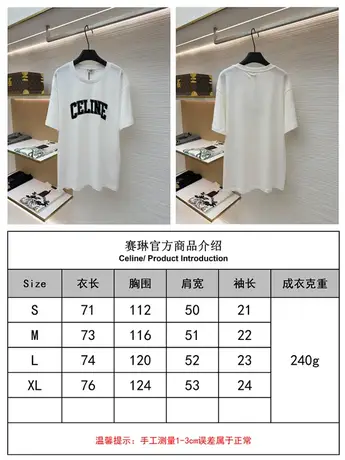 CELINE
赛琳官方商品介绍
Celine/ Product Introduction
Size 衣长 胸围 肩宽 袖长 成衣克重
S 71 112 50 21
M 73 116 51 22
L 74 120 52 23
XL 76 124 53 24
240g
温馨提示：手工测量1-3cm误差属于正常